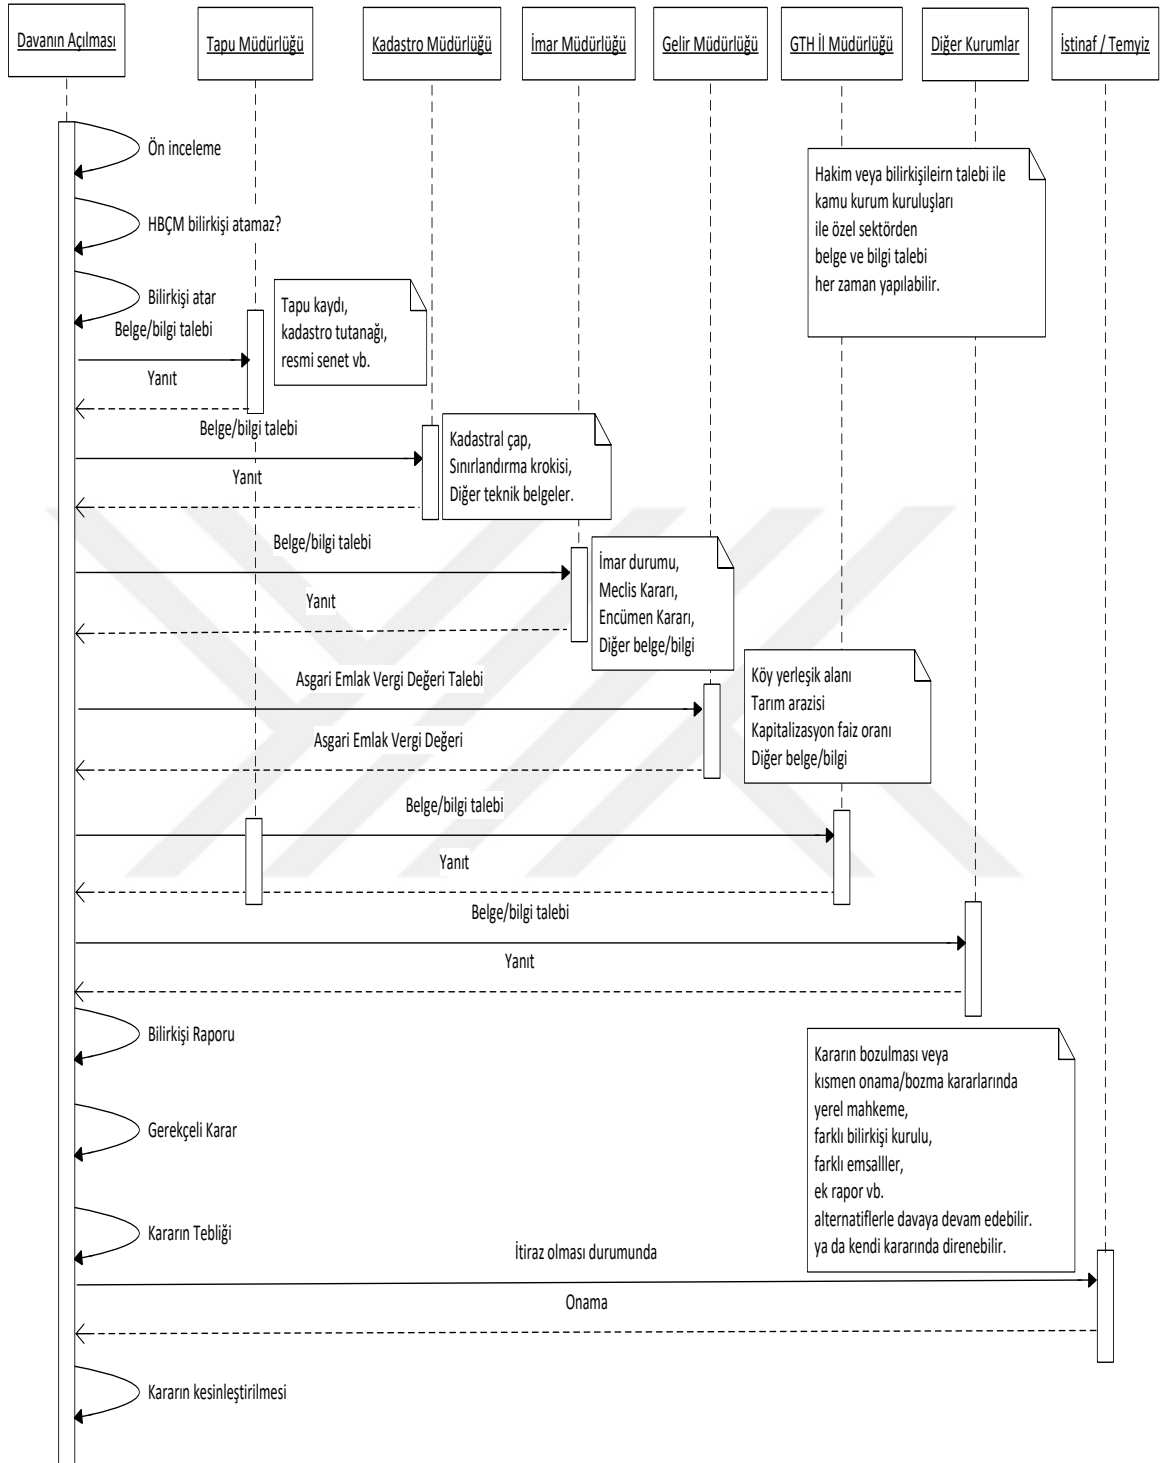 Davanın Açılması
Tapu Müdürlüğü
Kadastro Müdürlüğü
İmar Müdürlüğü
Gelir Müdürlüğü
GTH İl Müdürlüğü
Diğer Kurumlar
İstinaf / Temyiz
Ön inceleme
Hakim veya bilirkişileirn talebi ile
kamu kurum kuruluşları
ile özel sektörden
belge ve bilgi talebi
her zaman yapılabilir.
HBÇM bilirkişi atamaz?
Bilirkişi atar
Belge/bilgi talebi
Tapu kaydı,
kadastro tutanağı,
resmi senet vb.
Yanıt
Belge/bilgi talebi
Kadastral çap,
Sınırlandırma krokisi,
Diğer teknik belgeler.
Yanıt
Belge/bilgi talebi
İmar durumu,
Meclis Kararı,
Encümen Kararı,
Diğer belge/bilgi
Yanıt
Asgari Emlak Vergi Değeri Talebi
Köy yerleşik alanı
Tarım arazisi
Kapitalizasyon faiz oranı
Diğer belge/bilgi
Asgari Emlak Vergi Değeri
Belge/bilgi talebi
Yanıt
Belge/bilgi talebi
Yanıt
Bilirkişi Raporu
Kararın bozulması veya
kısmen onama/bozma kararlarında
yerel mahkeme,
farklı bilirkişi kurulu,
farklı emsalller,
ek rapor vb.
alternatiflerle davaya devam edebilir.
ya da kendi kararında direnebilir.
Gerekçeli Karar
Kararın Tebliği
İtiraz olması durumunda
Onama
Kararın kesinleştirilmesi